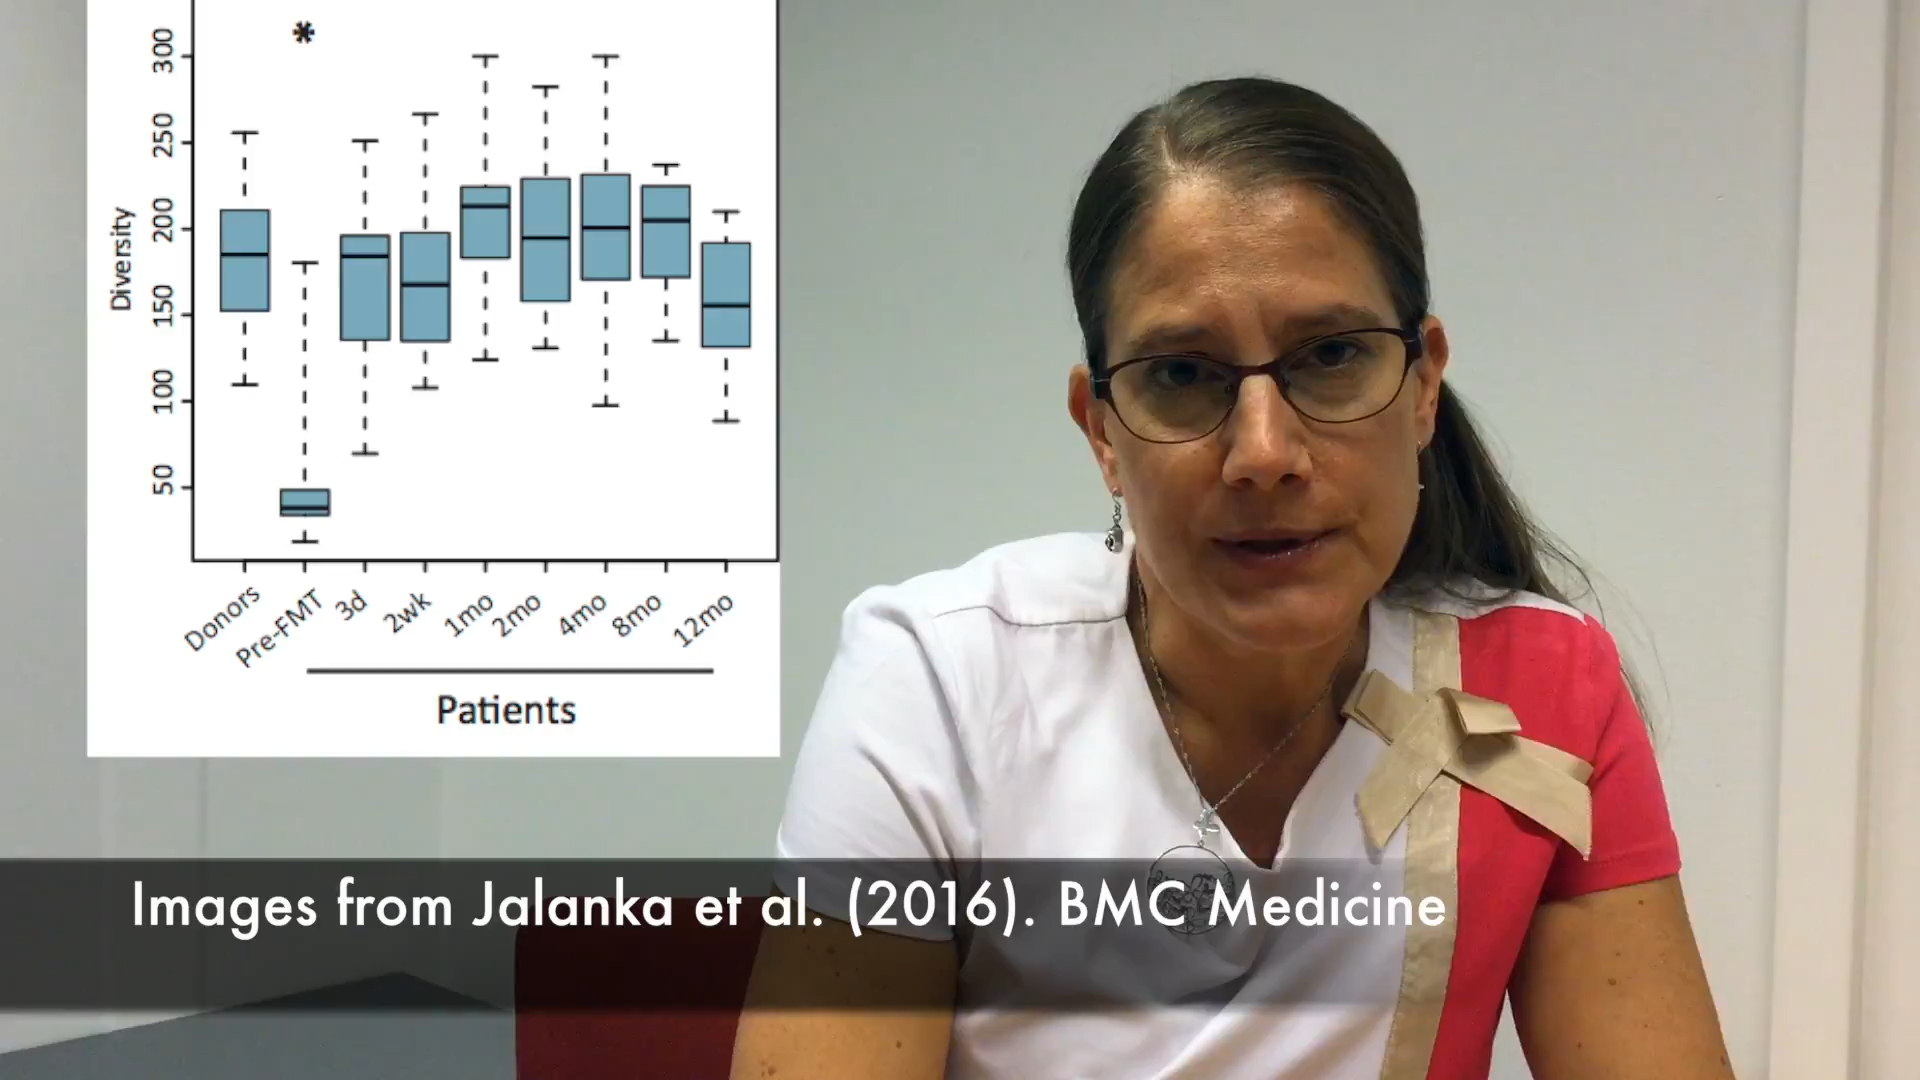 *
300
250
200
150
100
50
Diversity
Donors
Pre-FMT
3d
2wk
1mo
2mo
4mo
8mo
12mo
Patients
Images from Jalanka et al. (2016). BMC Medicine